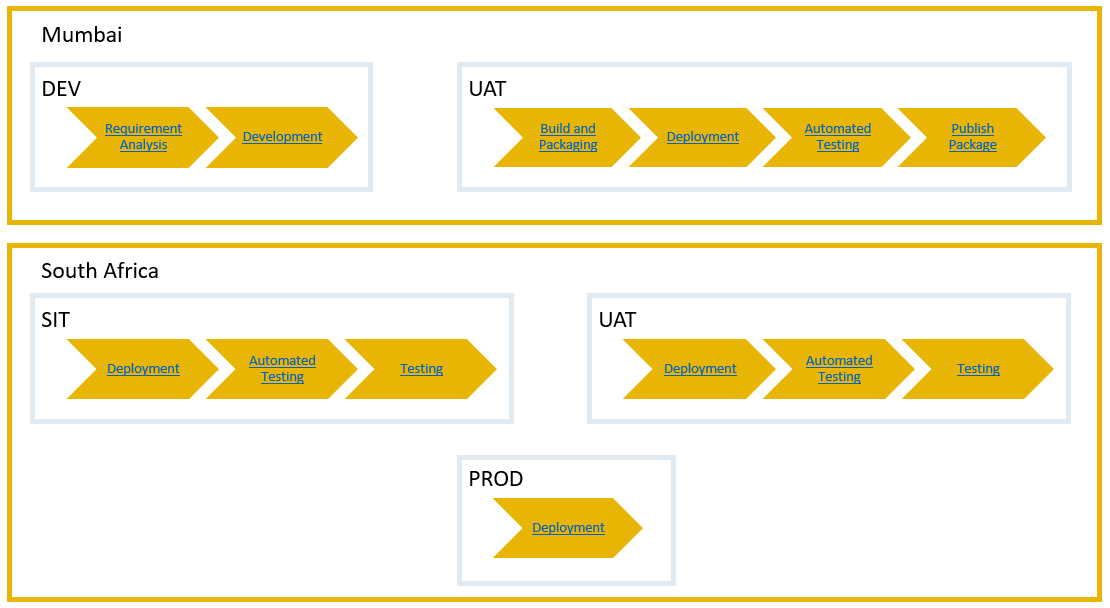 Mumbai
DEV
Requirement
Analysis
Development
UAT
Build and
Packaging
Deployment
Automated
Testing
Publish
Package
South Africa
SIT
Deployment
Automated
Testing
Testing
UAT
Deployment
Automated
Testing
Testing
PROD
Deployment